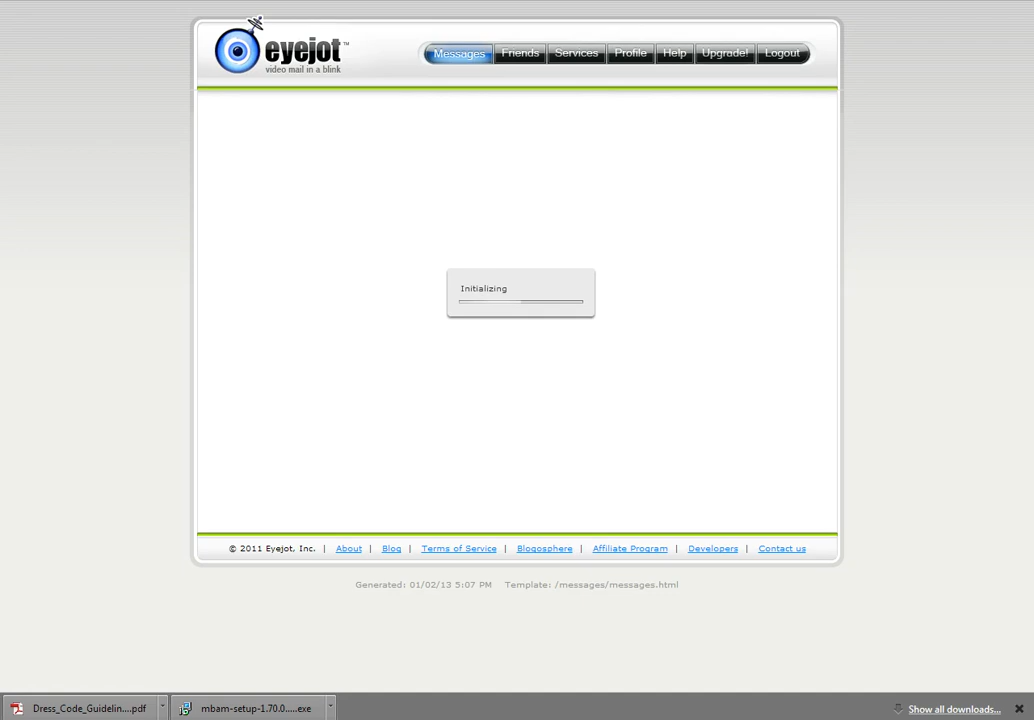 eyejot™
video mail in a blink
Messages Friends Services Profile Help Upgrade! Logout
Initializing
© 2011 Eyejot, Inc. | About | Blog | Terms of Service | Blogosphere | Affiliate Program | Developers | Contact us
Generated: 01/02/13 5:07 PM Template: /messages/messages.html
Dress_Code_Guidelin....pdf mbam-setup-1.70.0.....exe Show all downloads...